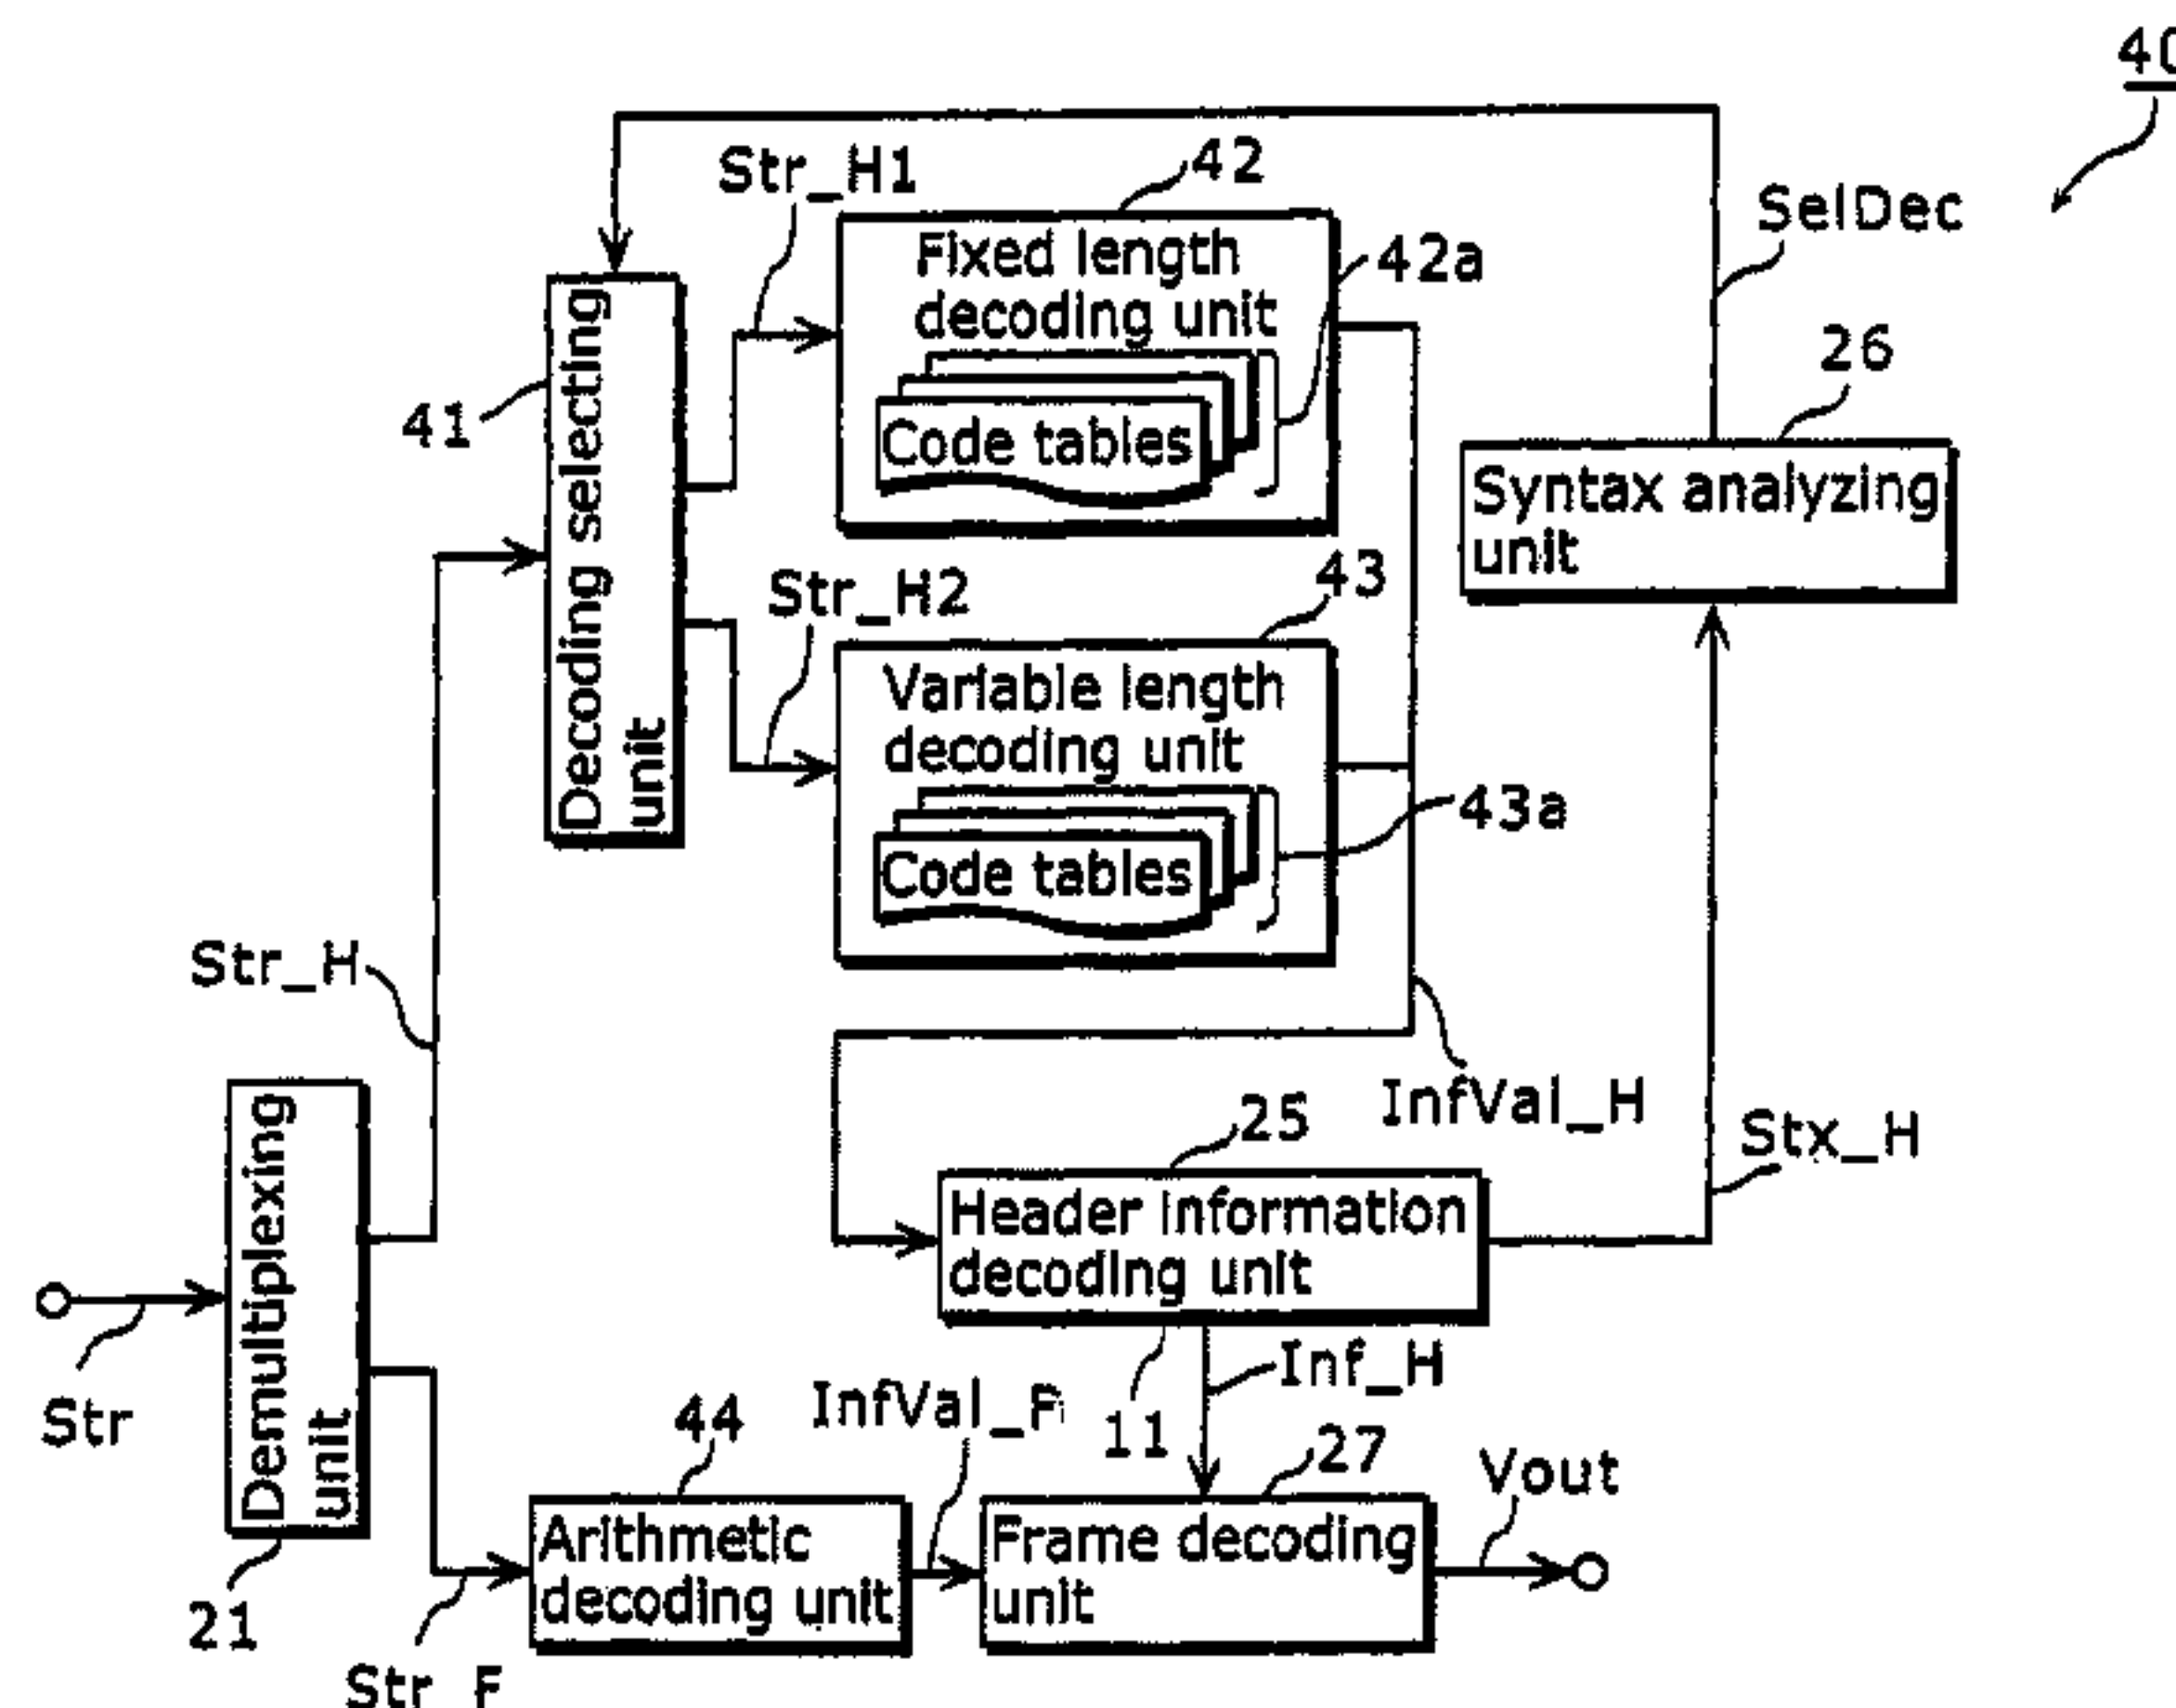 40
Str_H1
42
SelDec
Fixed length
decoding unit
42a
Code tables
26
41
Decoding selecting
unit
Syntax analyzing
unit
Str_H2
43
Variable length
decoding unit
43a
Code tables
Str_H
InfVal_H
25
Stx_H
Header information
decoding unit
Demultiplexing
unit
Str
Inf_H
InfVal_F
11
44
27
Vout
Arithmetic
decoding unit
Frame decoding
unit
21
Str_F